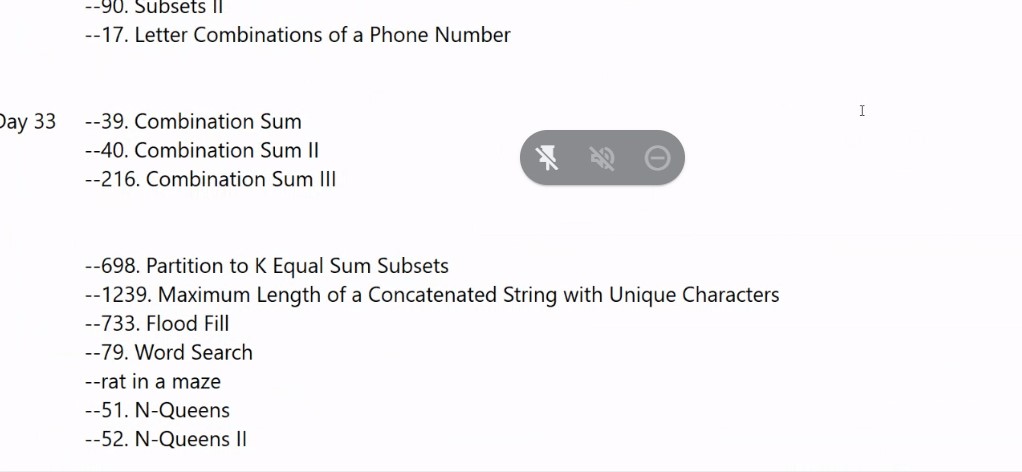 --90. Subsets II
--17. Letter Combinations of a Phone Number
Day 33 --39. Combination Sum
--40. Combination Sum II
--216. Combination Sum III
--698. Partition to K Equal Sum Subsets
--1239. Maximum Length of a Concatenated String with Unique Characters
--733. Flood Fill
--79. Word Search
--rat in a maze
--51. N-Queens
--52. N-Queens II